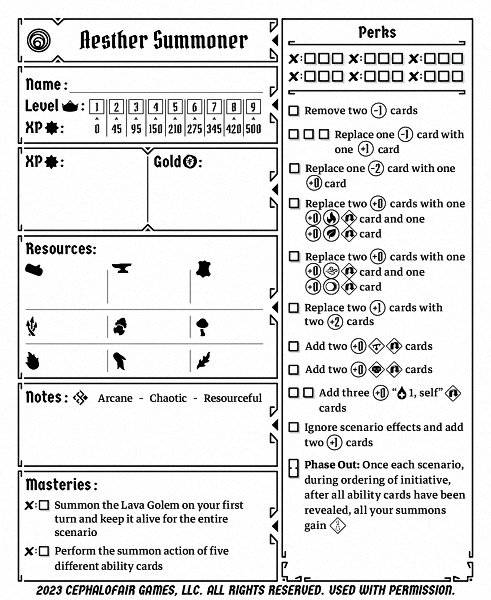 Aesther Summoner
Name:
Level : 1 2 3 4 5 6 7 8 9
XP : 0 45 95 150 210 275 345 420 500
XP : Gold :
Resources:
Notes: Arcane - Chaotic - Resourceful
Masteries:
Summon the Lava Golem on your first
turn and keep it alive for the entire
scenario
Perform the summon action of five
different ability cards
Perks
Remove two -1 cards
Replace one -1 card with
one +1 card
Replace one -2 card with one
+0 card
Replace two +0 cards with one
+0 card and one
+0 card
Replace two +0 cards with one
+0 card and one
+0 card
Replace two +1 cards with
two +2 cards
Add two +0 cards
Add two +0 cards
Add three +0 “ 1, self”
cards
Ignore scenario effects and add
two +1 cards
Phase Out: Once each scenario,
during ordering of initiative,
after all ability cards have been
revealed, all your summons
gain
2023 CEPHALOFAIR GAMES, LLC. ALL RIGHTS RESERVED. USED WITH PERMISSION.